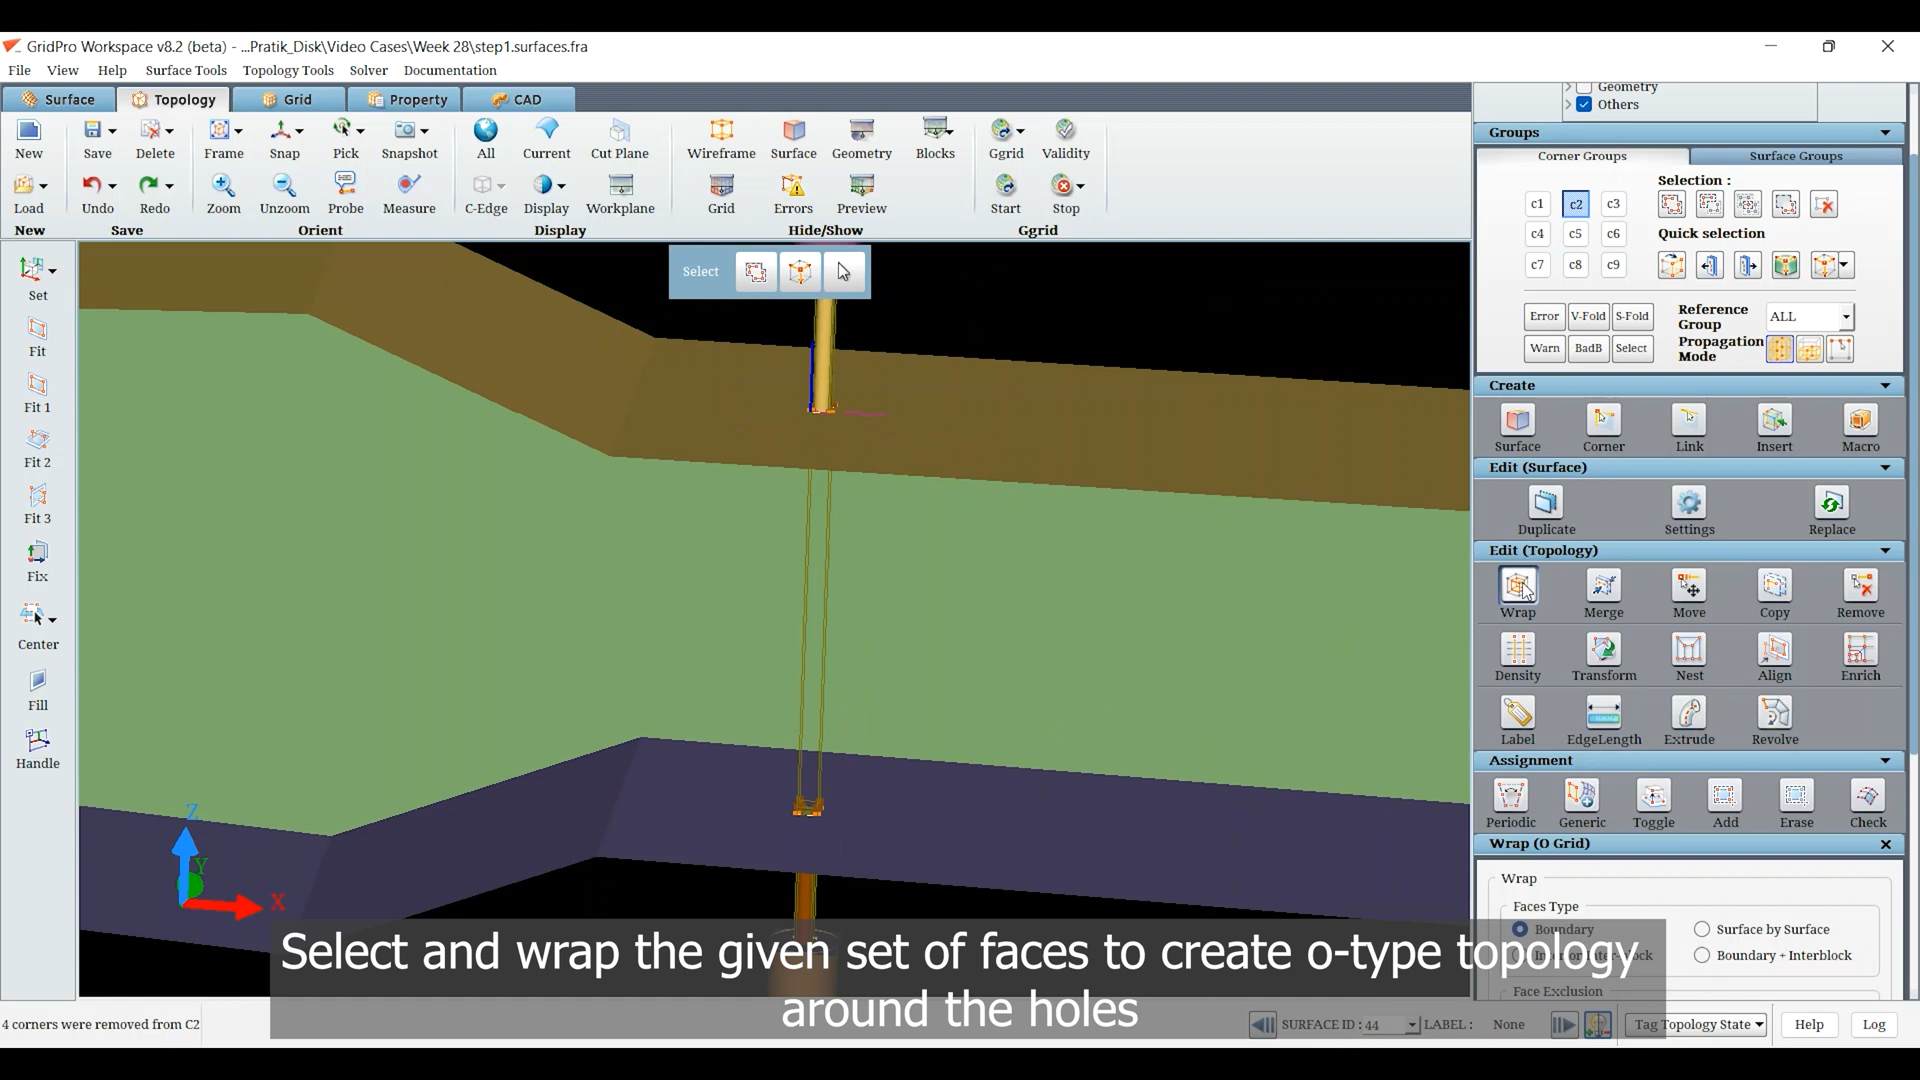 GridPro Workspace v8.2 (beta) - ...Pratik_Disk\Video Cases\Week 28\step1.surfaces.fra
File View Help Surface Tools Topology Tools Solver Documentation
Surface Topology Grid Property CAD
New Save Delete Frame Snap Pick Snapshot All Current Cut Plane Wireframe Surface Geometry Blocks Ggrid Validity
Load Undo Redo Zoom Unzoom Probe Measure C-Edge Display Workplane Grid Errors Preview Start Stop
New Save Orient Display Hide/Show Ggrid
Set
Fit
Fit 1
Fit 2
Fit 3
Fix
Center
Fill
Handle
Select
Z
Y
X
Geometry
Others
Groups
Corner Groups Surface Groups
Selection :
c1 c2 c3
c4 c5 c6
c7 c8 c9
Quick selection
Error V-Fold S-Fold
Warn BadB Select
Reference Group ALL
Propagation Mode
Create
Surface Corner Link Insert Macro
Edit (Surface)
Duplicate Settings Replace
Edit (Topology)
Wrap Merge Move Copy Remove
Density Transform Nest Align Enrich
Label EdgeLength Extrude Revolve
Assignment
Periodic Generic Toggle Add Erase Check
Wrap (O Grid)
Wrap
Faces Type
Boundary Surface by Surface
Boundary + Interblock
Face Exclusion
Select and wrap the given set of faces to create o-type topology
around the holes
4 corners were removed from C2
SURFACE ID : 44 LABEL : None Tag Topology State Help Log